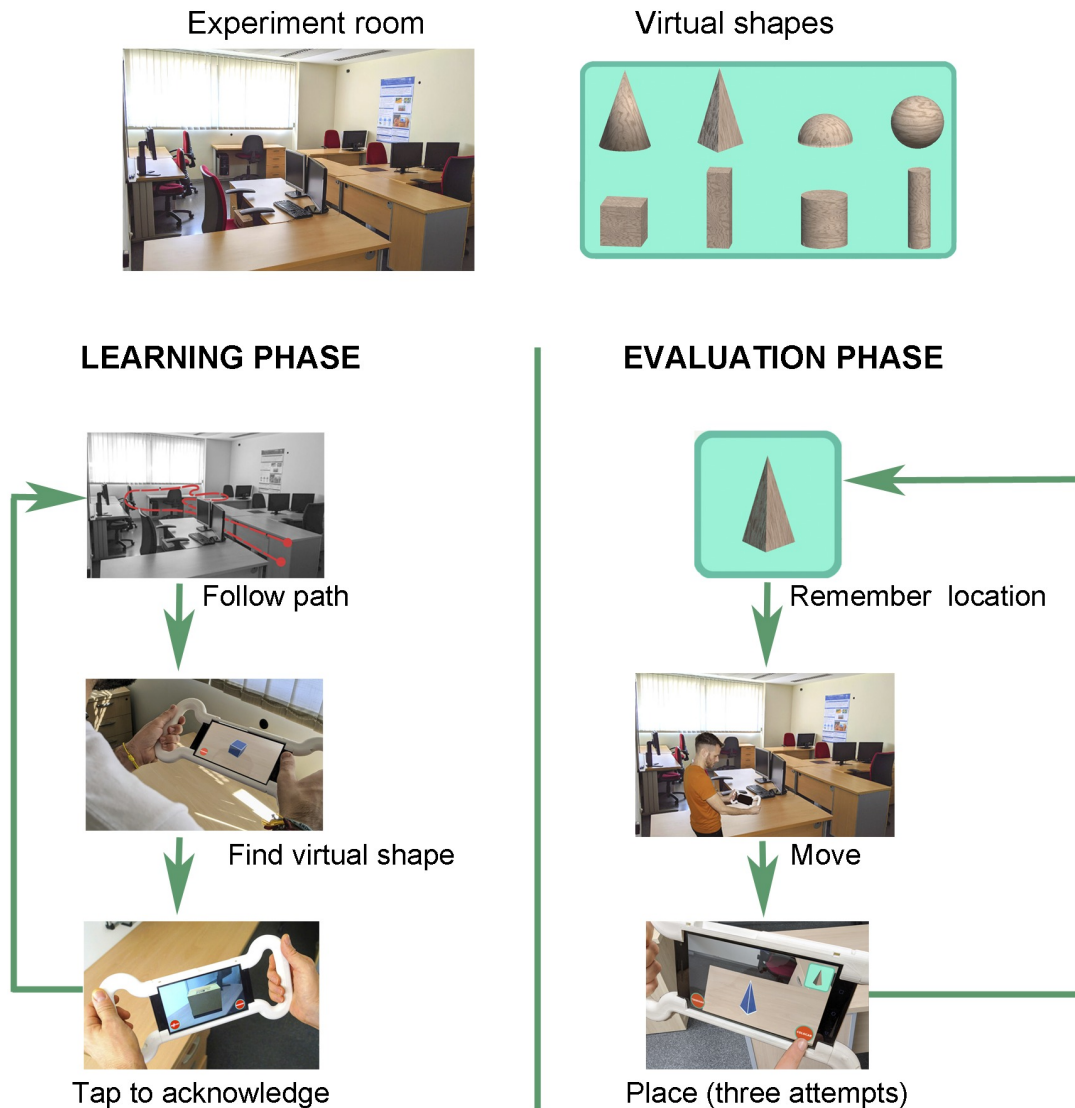 Experiment room
Virtual shapes
LEARNING PHASE
Follow path
Find virtual shape
Tap to acknowledge
EVALUATION PHASE
Remember location
Move
Place (three attempts)